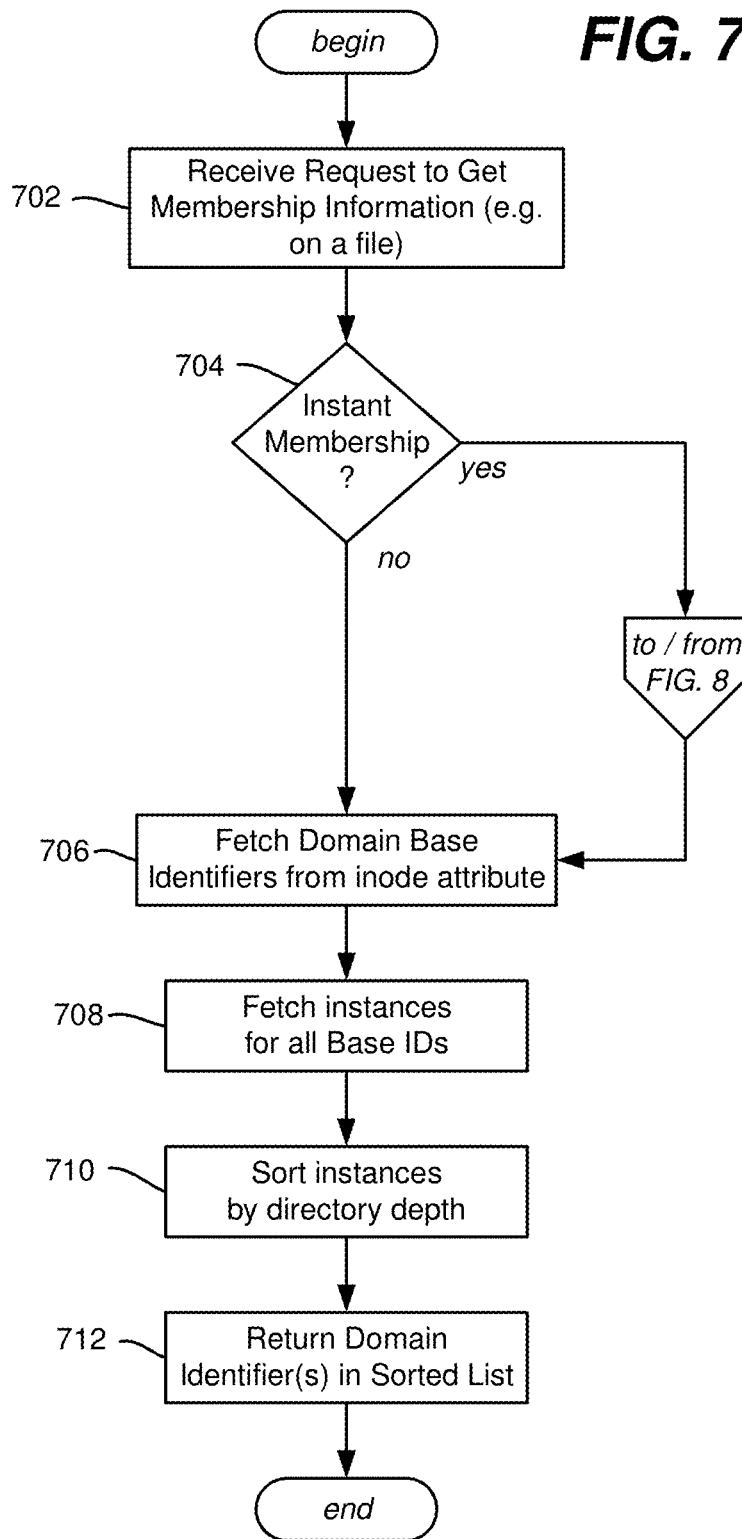 begin
FIG. 7
702
Receive Request to Get
Membership Information (e.g.
on a file)
704
Instant
Membership
?
yes
no
to / from
FIG. 8
706
Fetch Domain Base
Identifiers from inode attribute
708
Fetch instances
for all Base IDs
710
Sort instances
by directory depth
712
Return Domain
Identifier(s) in Sorted List
end